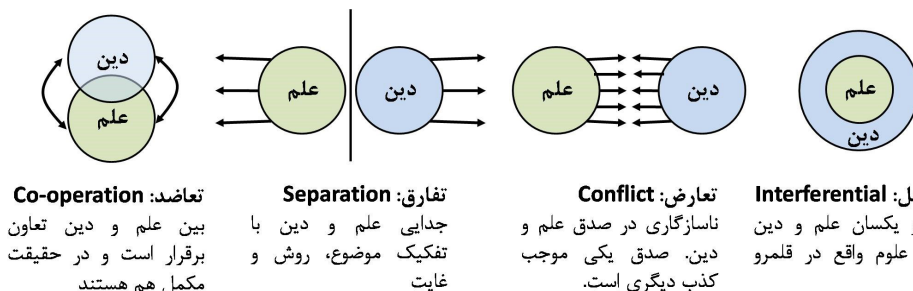 علم
دین
علم
دین
دین
علم
دین
علم
ل: Interferential
یکسان علم و دین
علوم واقع در قلمرو
تعارض: Conflict
ناسازگاری در صدق علم و
دین. صدق یکی موجب
کذب دیگری است.
تفارق: Separation
جدایی علم و دین با
تفکیک موضوع، روش و
غایت
تعاضد: Co-operation
بین علم و دین تعاون
برقرار است و در حقیقت
مکمل هم هستند